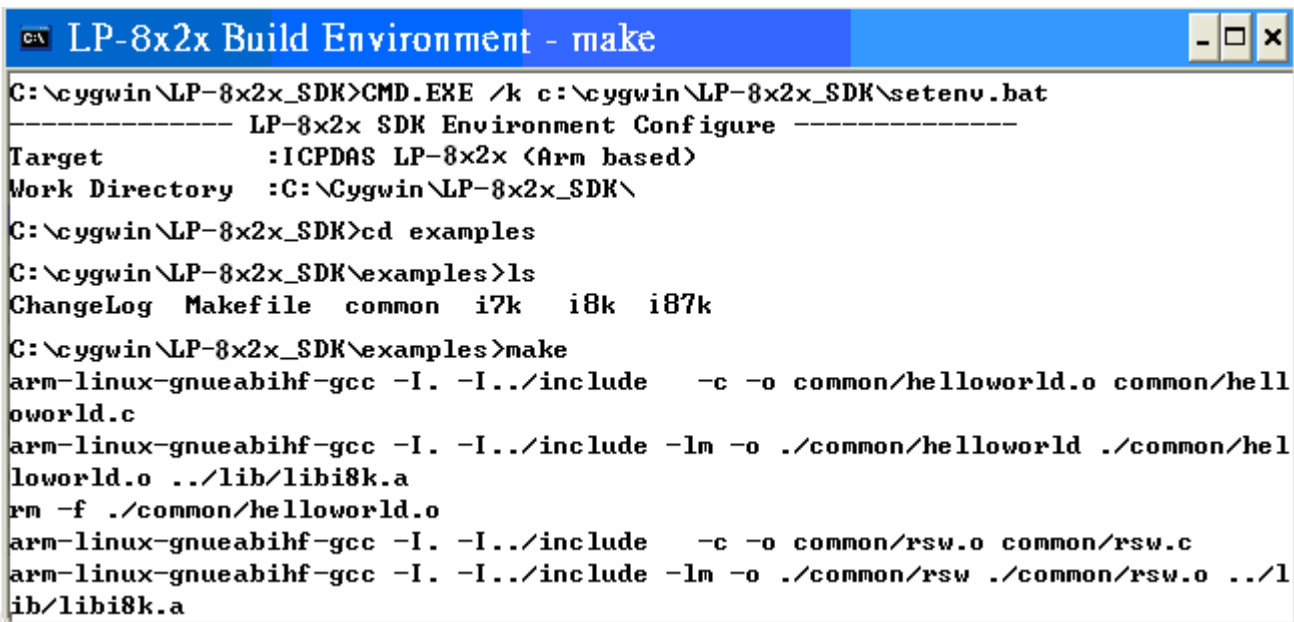 LP-8x2x Build Environment - make
C:\cygwin\LP-8x2x_SDK>CMD.EXE /k c:\cygwin\LP-8x2x_SDK\setenv.bat
-------------- LP-8x2x SDK Environment Configure --------------
Target          :ICPDAS LP-8x2x (Arm based)
Work Directory  :C:\Cygwin\LP-8x2x_SDK\
C:\cygwin\LP-8x2x_SDK>cd examples
C:\cygwin\LP-8x2x_SDK\examples>ls
ChangeLog  Makefile  common  i7k   i8k  i87k
C:\cygwin\LP-8x2x_SDK\examples>make
arm-linux-gnueabihf-gcc -I. -I../include   -c -o common/helloworld.o common/hell
oworld.c
arm-linux-gnueabihf-gcc -I. -I../include -lm -o ./common/helloworld ./common/hel
loworld.o ../lib/libi8k.a
rm -f ./common/helloworld.o
arm-linux-gnueabihf-gcc -I. -I../include   -c -o common/rsw.o common/rsw.c
arm-linux-gnueabihf-gcc -I. -I../include -lm -o ./common/rsw ./common/rsw.o ../l
ib/libi8k.a